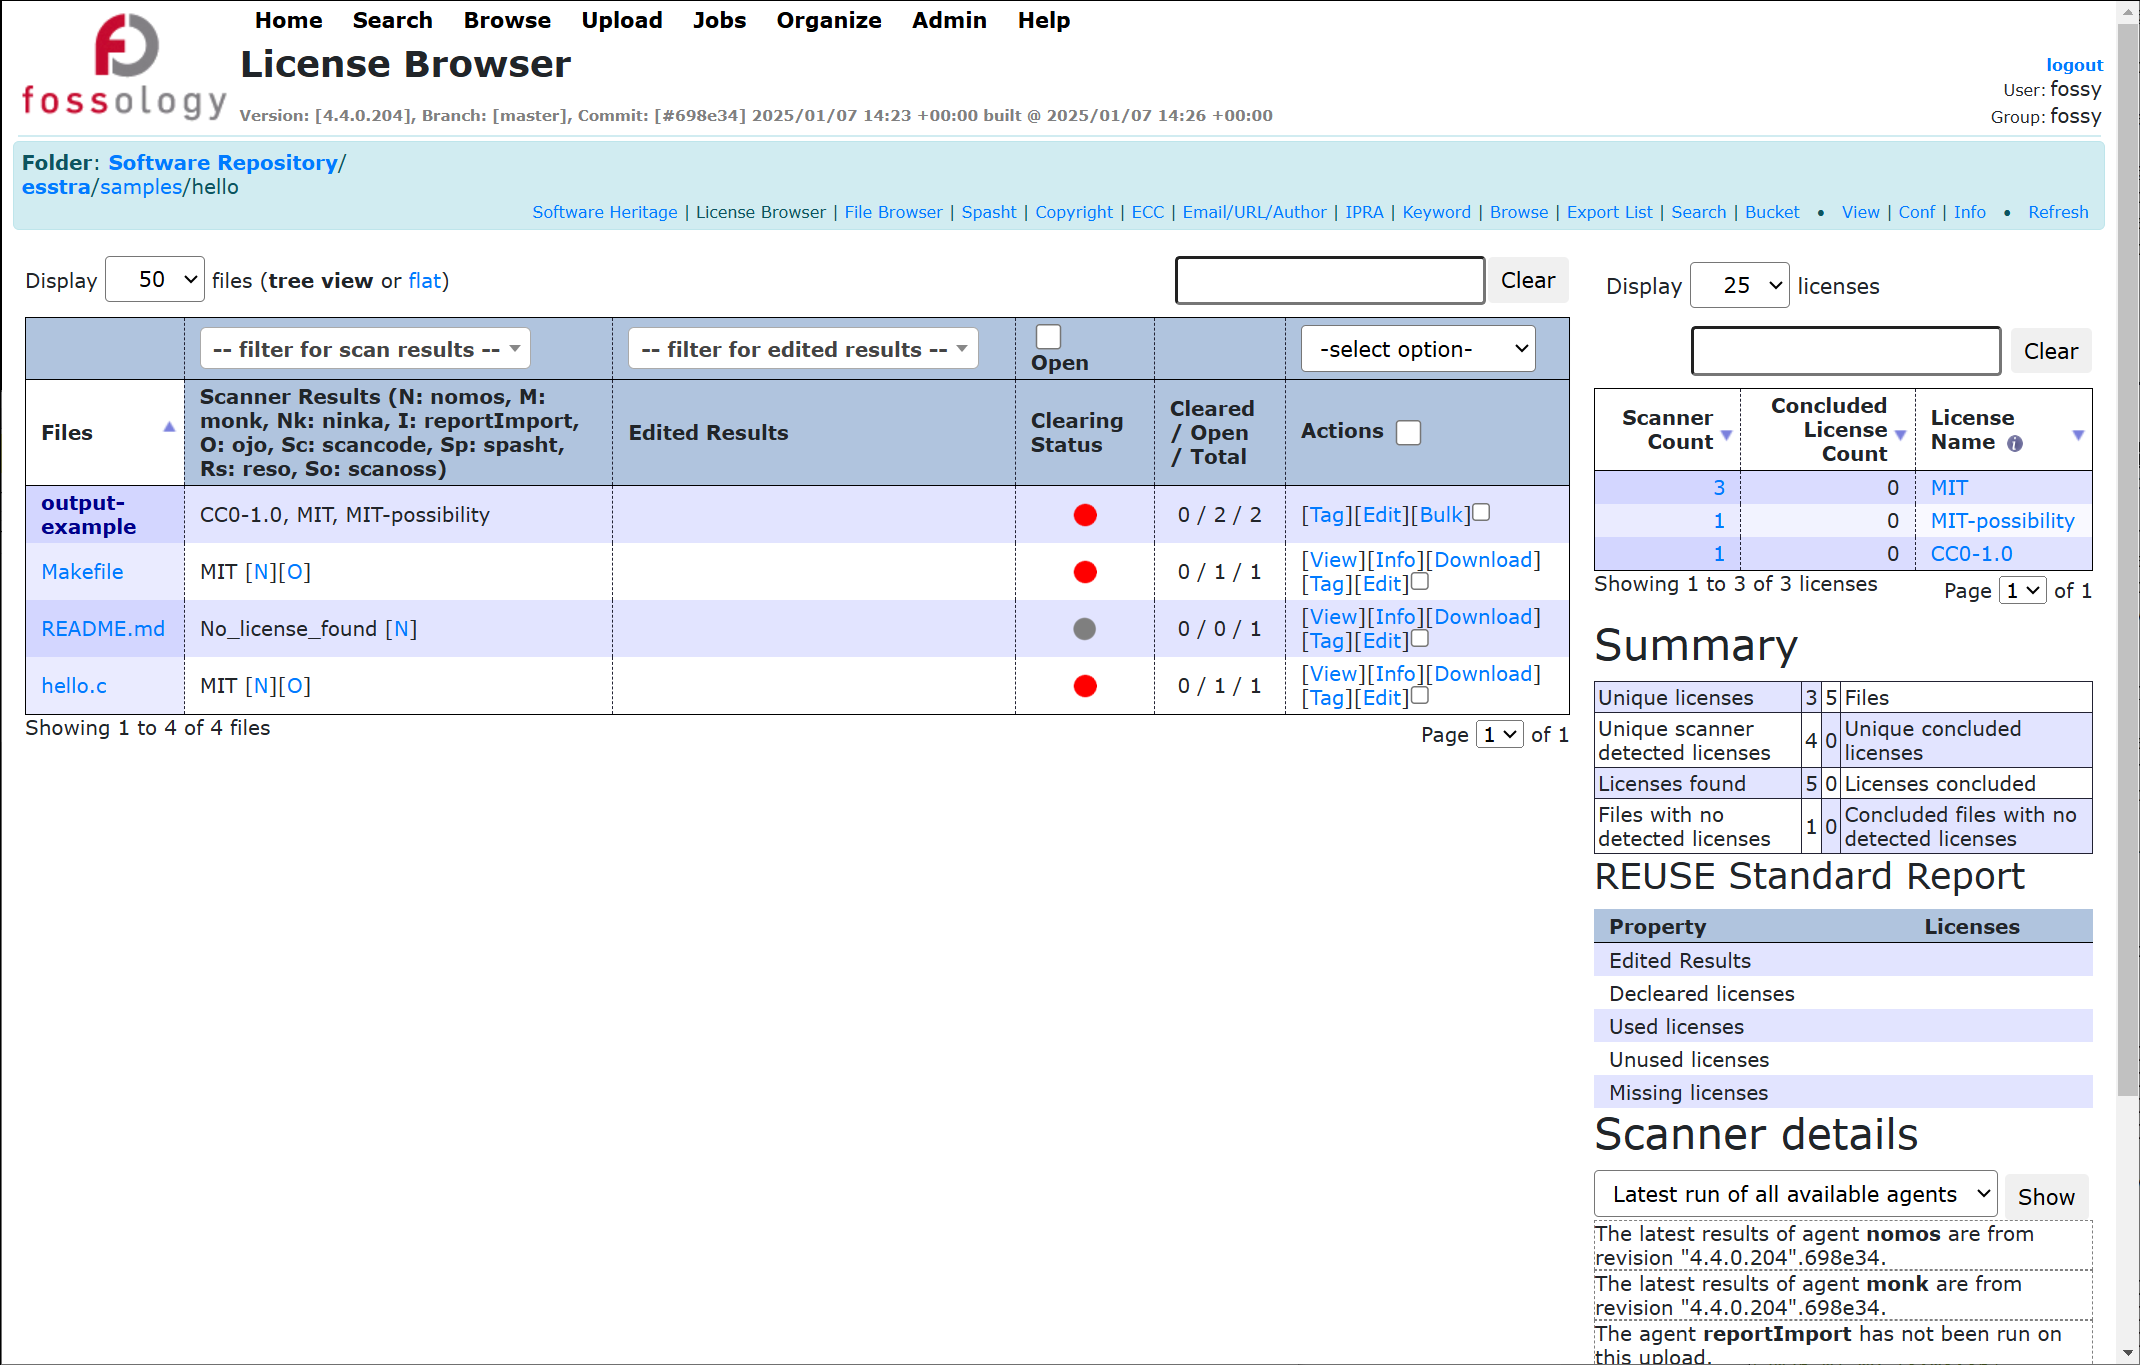 Home Search Browse Upload Jobs Organize Admin Help
fossology
License Browser
Version: [4.4.0.204], Branch: [master], Commit: [#698e34] 2025/01/07 14:23 +00:00 built @ 2025/01/07 14:26 +00:00
logout
User: fossy
Group: fossy
Folder: Software Repository/
esstra/samples/hello
Software Heritage | License Browser | File Browser | Spasht | Copyright | ECC | Email/URL/Author | IPRA | Keyword | Browse | Export List | Search | Bucket • View | Conf | Info • Refresh
Display 50 files (tree view or flat)
Clear
-- filter for scan results --
-- filter for edited results --
Open
-select option-
Files
Scanner Results (N: nomos, M:
monk, Nk: ninka, I: reportImport,
O: ojo, Sc: scancode, Sp: spasht,
Rs: reso, So: scanoss)
Edited Results
Clearing
Status
Cleared
/ Open
/ Total
Actions
output-
example
CC0-1.0, MIT, MIT-possibility
0 / 2 / 2
[Tag][Edit][Bulk]
Makefile
MIT [N][O]
0 / 1 / 1
[View][Info][Download]
[Tag][Edit]
README.md
No_license_found [N]
0 / 0 / 1
[View][Info][Download]
[Tag][Edit]
hello.c
MIT [N][O]
0 / 1 / 1
[View][Info][Download]
[Tag][Edit]
Showing 1 to 4 of 4 files
Page 1 of 1
Display 25 licenses
Clear
Scanner
Count
Concluded
License
Count
License
Name i
3 0 MIT
1 0 MIT-possibility
1 0 CC0-1.0
Showing 1 to 3 of 3 licenses
Page 1 of 1
Summary
Unique licenses 3 5 Files
Unique scanner
detected licenses
4 0
Unique concluded
licenses
Licenses found 5 0 Licenses concluded
Files with no
detected licenses
1 0
Concluded files with no
detected licenses
REUSE Standard Report
Property Licenses
Edited Results
Decleared licenses
Used licenses
Unused licenses
Missing licenses
Scanner details
Latest run of all available agents
Show
The latest results of agent nomos are from
revision "4.4.0.204".698e34.
The latest results of agent monk are from
revision "4.4.0.204".698e34.
The agent reportImport has not been run on
this upload.